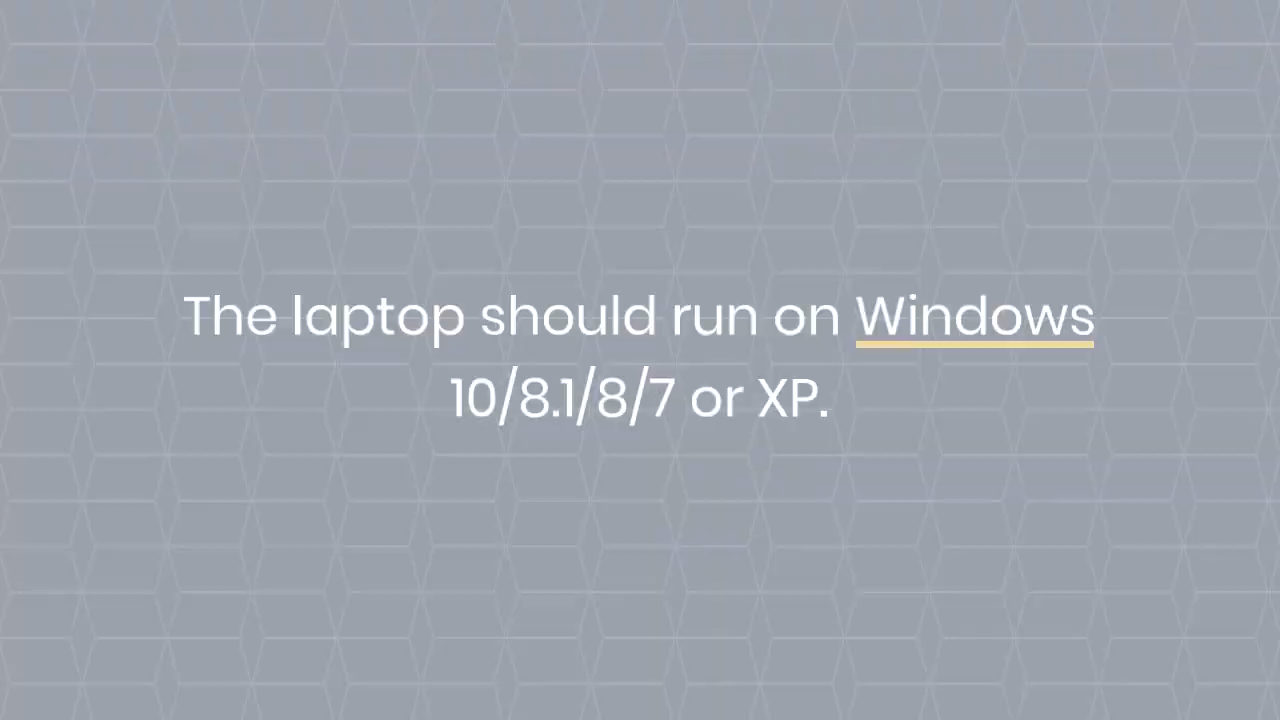 The laptop should run on Windows
10/8.1/8/7 or XP.